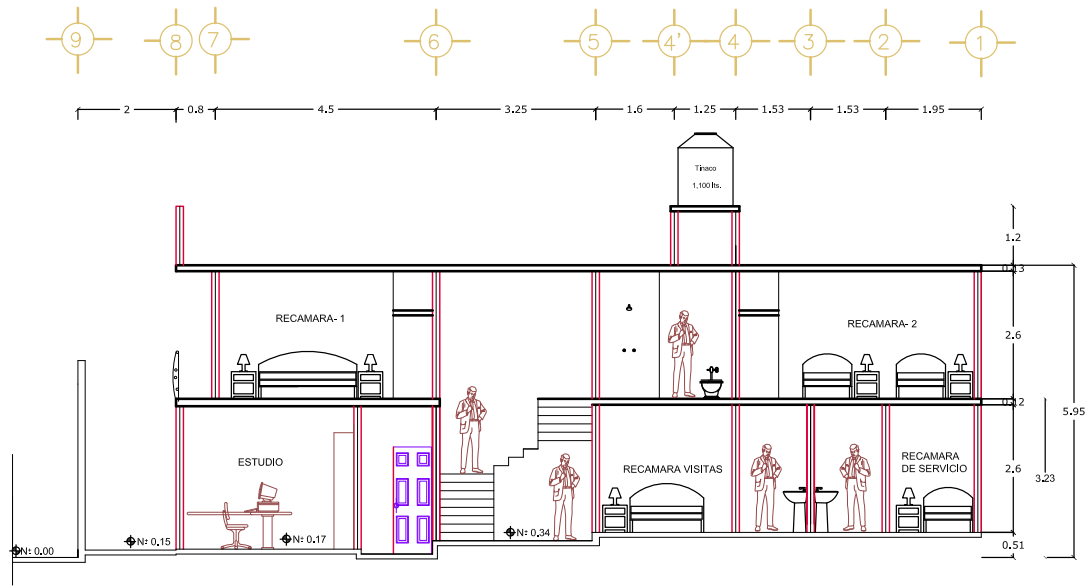 9 8 7 6 5 4' 4 3 2 1
2 0.8 4.5 3.25 1.6 1.25 1.53 1.53 1.95
Tinaco
1,100 lts.
1.2
0.13
RECAMARA- 1
RECAMARA- 2
2.6
0.12
5.95
ESTUDIO
RECAMARA VISITAS
RECAMARA
DE SERVICIO
2.6
3.23
N: 0.00
N: 0.15
N: 0.17
N: 0.34
0.51